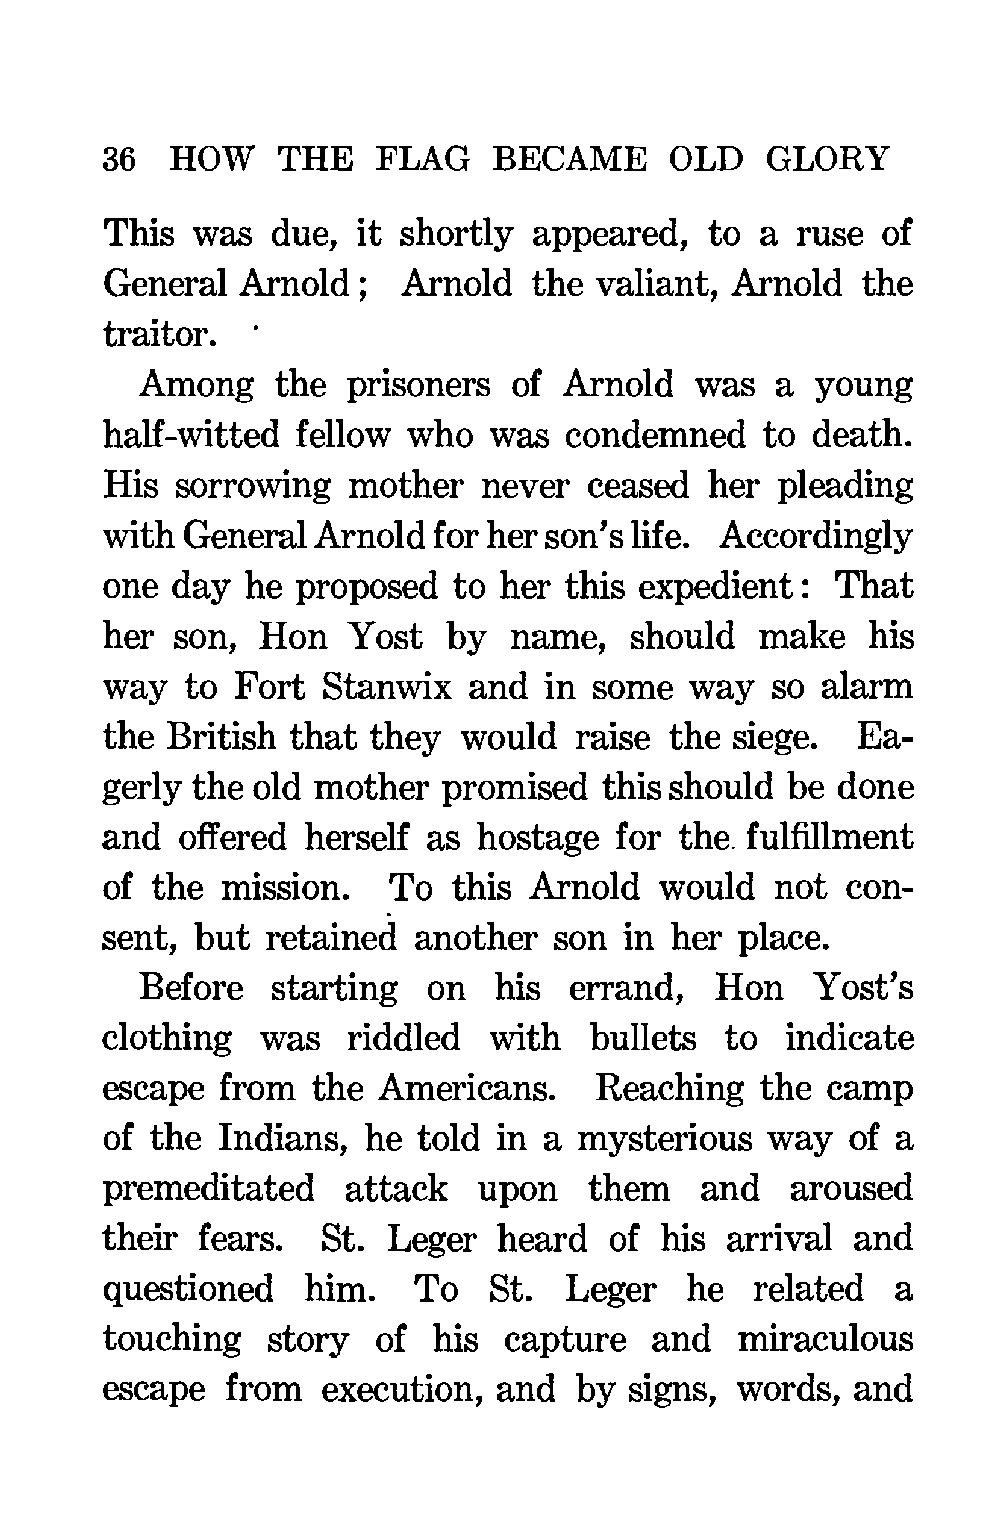 36 HOW THE FLAG BECAME OLD GLORY
This was due, it shortly appeared, to a ruse of
General Arnold; Arnold the valiant, Arnold the
traitor.
Among the prisoners of Arnold was a young
half-witted fellow who was condemned to death.
His sorrowing mother never ceased her pleading
with General Arnold for her son's life. Accordingly
one day he proposed to her this expedient: That
her son, Hon Yost by name, should make his
way to Fort Stanwix and in some way so alarm
the British that they would raise the siege. Ea-
gerly the old mother promised this should be done
and offered herself as hostage for the fulfillment
of the mission. To this Arnold would not con-
sent, but retained another son in her place.
Before starting on his errand, Hon Yost's
clothing was riddled with bullets to indicate
escape from the Americans. Reaching the camp
of the Indians, he told in a mysterious way of a
premeditated attack upon them and aroused
their fears. St. Leger heard of his arrival and
questioned him. To St. Leger he related a
touching story of his capture and miraculous
escape from execution, and by signs, words, and